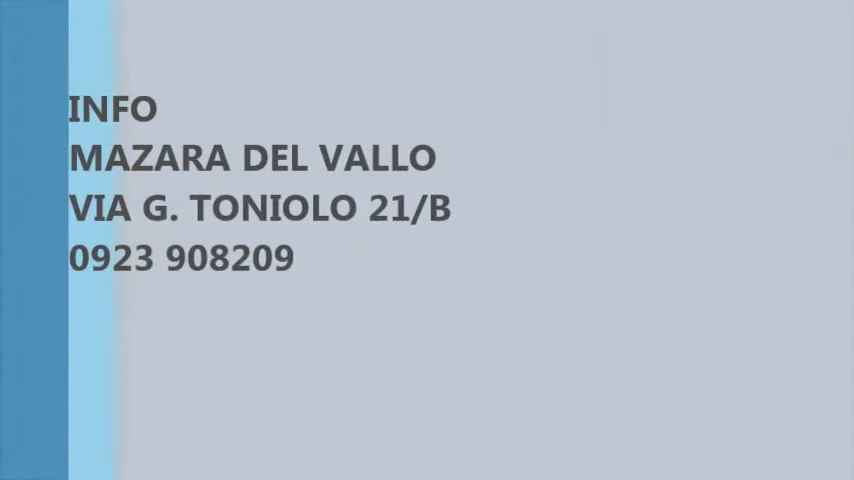 INFO
MAZARA DEL VALLO
VIA G. TONIOLO 21/B
0923 908209